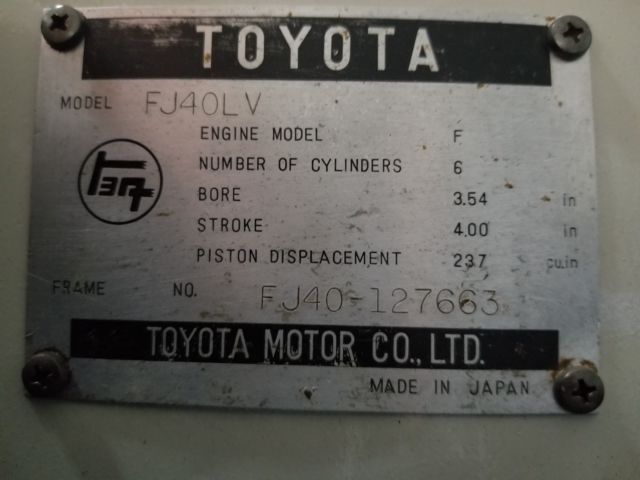 TOYOTA
MODEL FJ40LV
ENGINE MODEL F
NUMBER OF CYLINDERS 6
BORE 3.54 in
STROKE 4.00 in
PISTON DISPLACEMENT 237 cu.in
FRAME NO. FJ40-127663
TOYOTA MOTOR CO., LTD.
MADE IN JAPAN